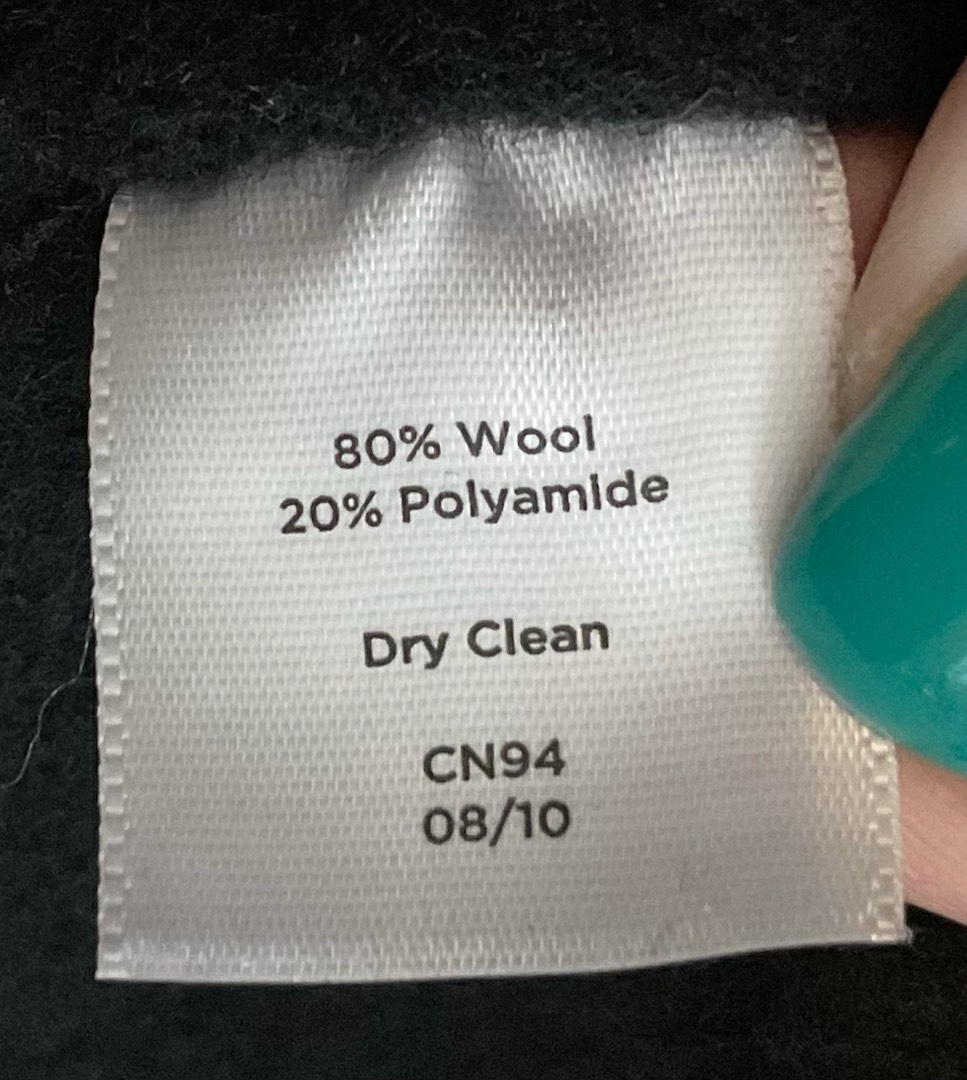 80% Wool
20% Polyamide
Dry Clean
CN94
08/10